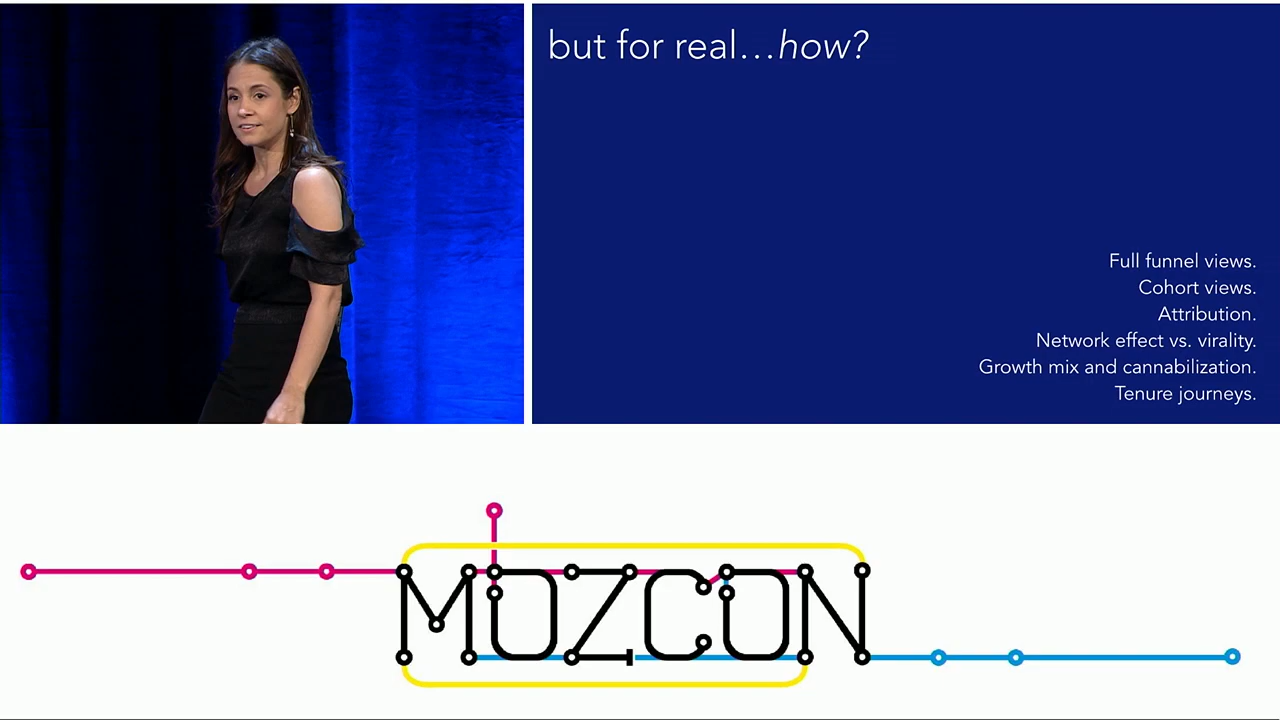 but for real...how?
Full funnel views.
Cohort views.
Attribution.
Network effect vs. virality.
Growth mix and cannabilization.
Tenure journeys.
MOZCON